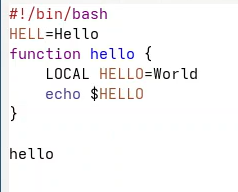 #!/bin/bash
HELL=Hello
function hello {
    LOCAL HELLO=World
    echo $HELLO
}
hello